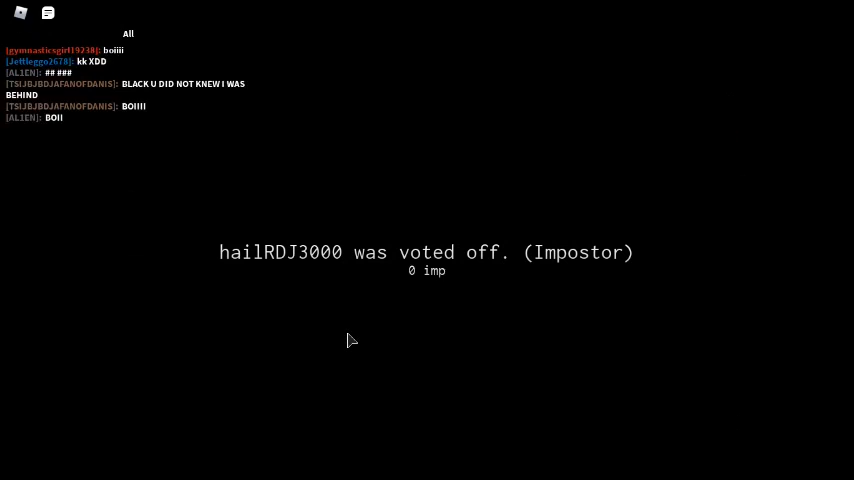 All
[gymnasticsgirl19238]: boiiii
[Jettleggo2678]: kk XDD
[AL1EN]: ## ###
[TSIJBJBDJAFANOFDANIS]: BLACK U DID NOT KNEW I WAS
BEHIND
[TSIJBJBDJAFANOFDANIS]: BOIIII
[AL1EN]: BOII
hailRDJ3000 was voted off. (Impostor)
0 imp